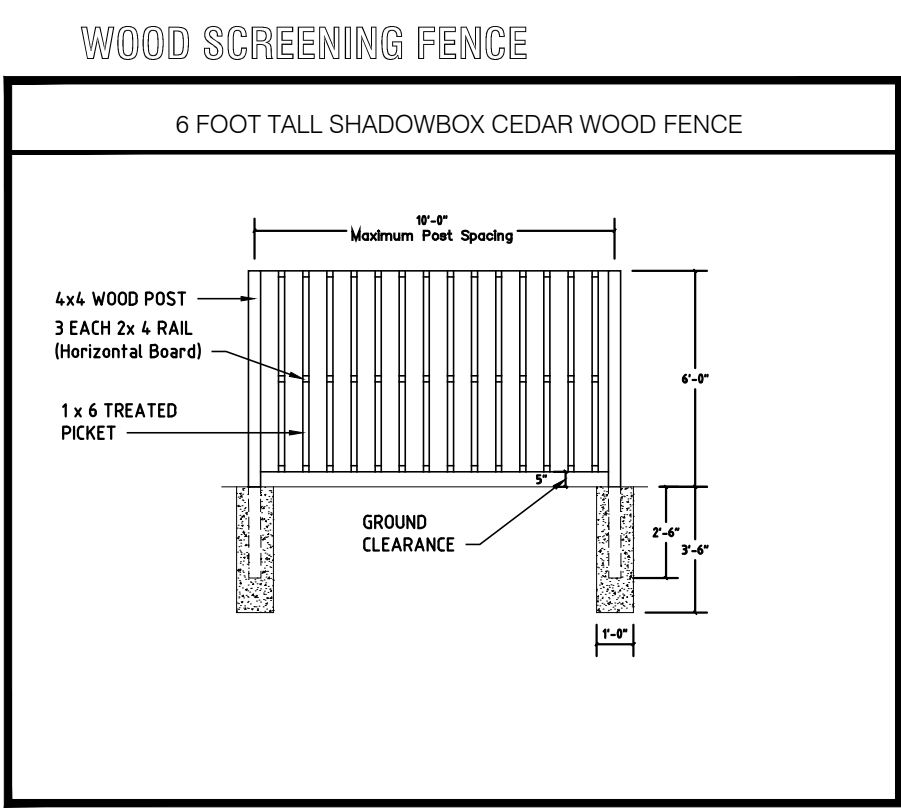 WOOD SCREENING FENCE
6 FOOT TALL SHADOWBOX CEDAR WOOD FENCE
10'-0"
Maximum Post Spacing
4x4 WOOD POST
3 EACH 2x 4 RAIL
(Horizontal Board)
6'-0"
1 x 6 TREATED
PICKET
5"
GROUND
CLEARANCE
2'-6"
3'-6"
1'-0"